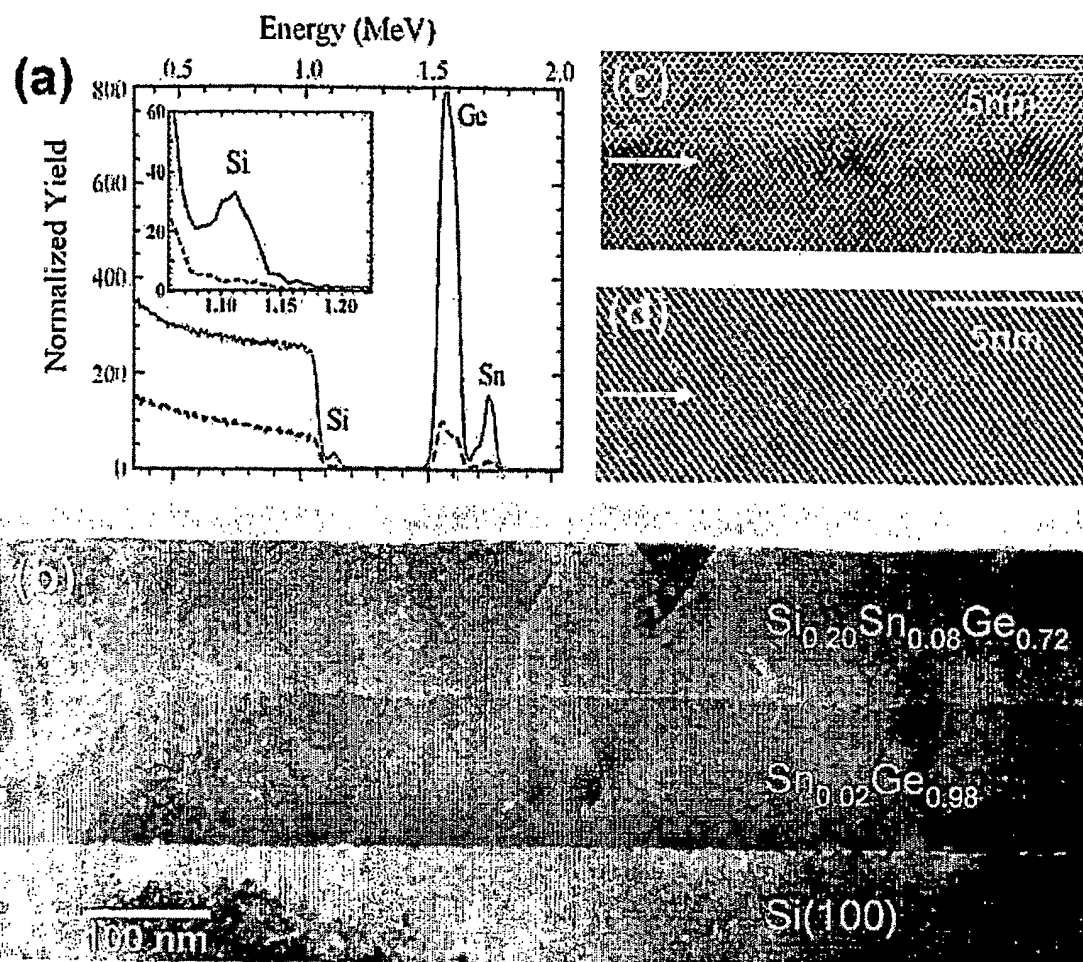 Energy (MeV)
(a)
0.5 1.0 1.5 2.0
Normalized Yield
800
600
400
200
0
60
40
20
0
Si
1.10 1.15 1.20
Ge
Sn
Si
(c)
5nm
(d)
5nm
(b)
Si0.20Sn0.08Ge0.72
Sn0.02Ge0.98
Si(100)
100 nm